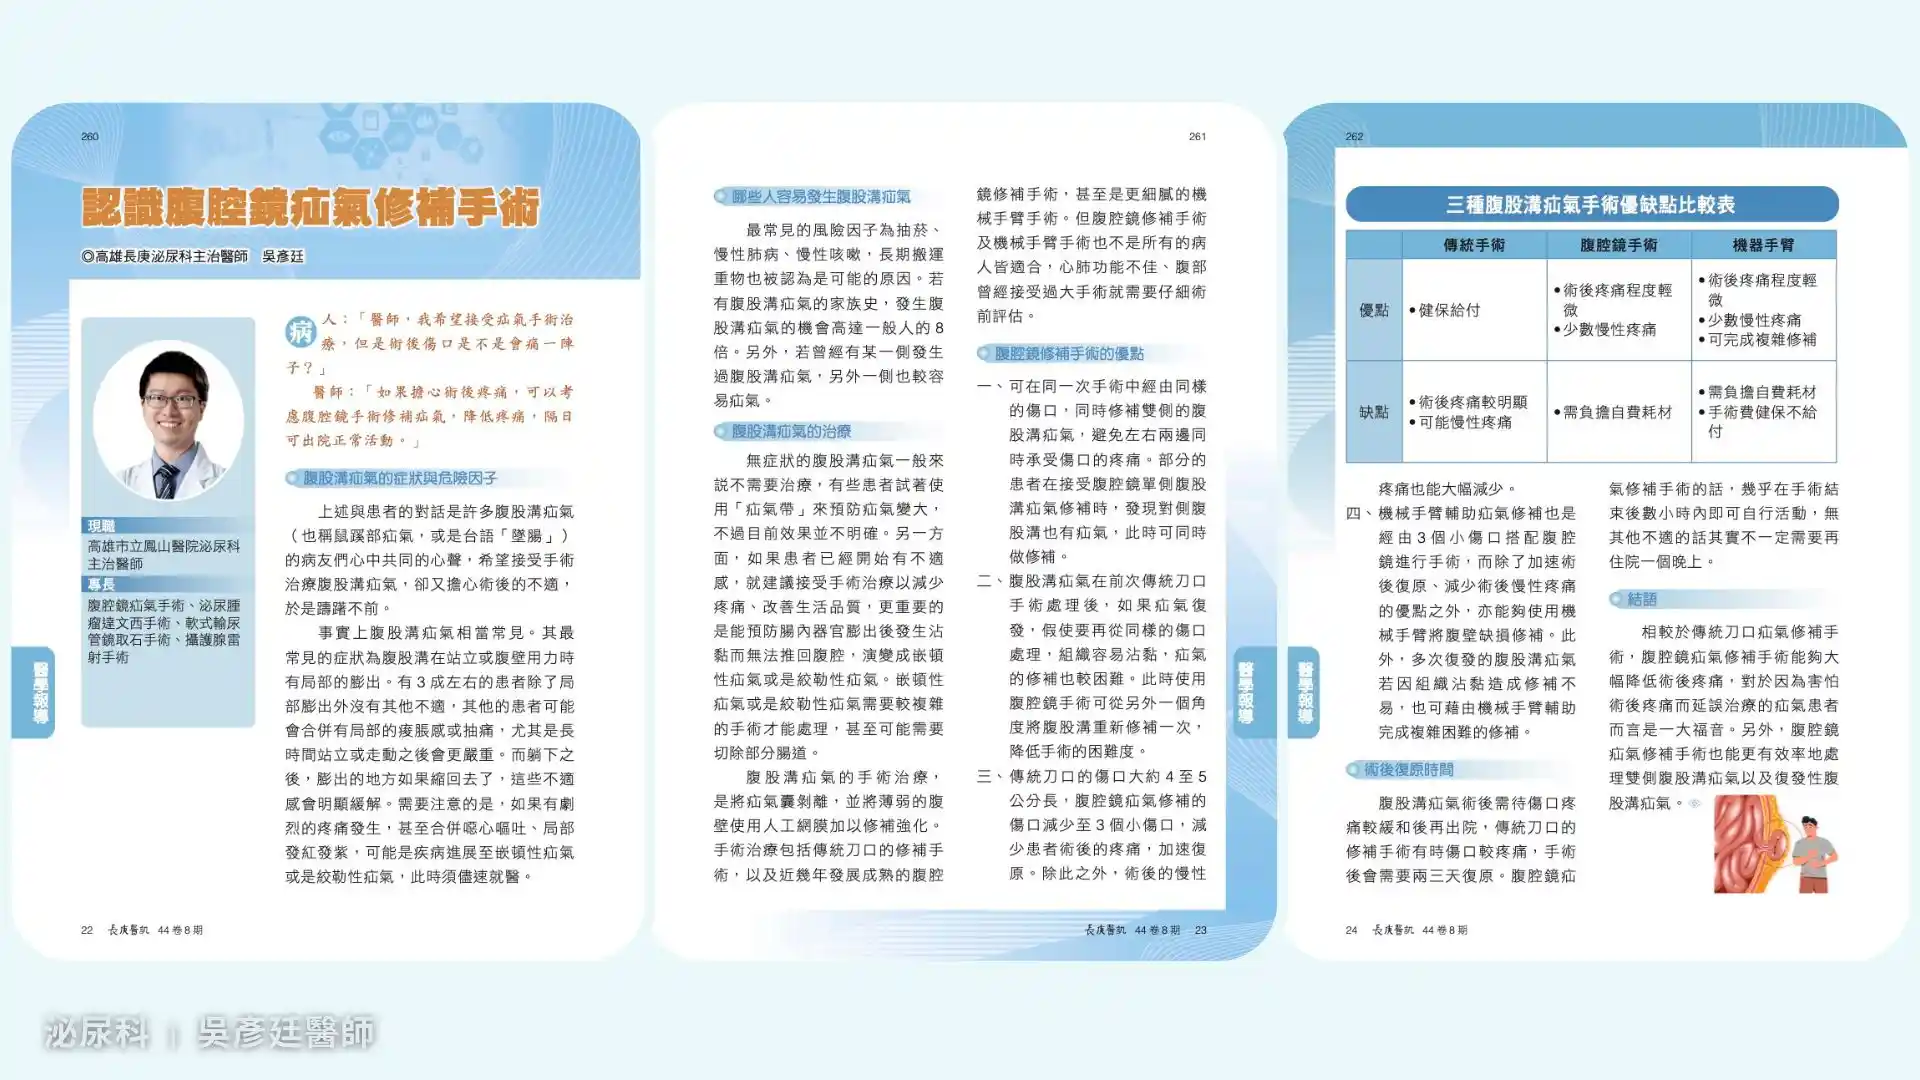 260
認識腹腔鏡疝氣修補手術
◎高雄長庚泌尿科主治醫師 吳彥廷
現職
高雄市立鳳山醫院泌尿科
主治醫師
專長
腹腔鏡疝氣手術、泌尿腫
瘤達文西手術、軟式輸尿
管鏡取石手術、攝護腺雷
射手術
醫學報導
病
人：「醫師，我希望接受疝氣手術治
療，但是術後傷口是不是會痛一陣
子？」
醫師：「如果擔心術後疼痛，可以考
慮腹腔鏡手術修補疝氣，降低疼痛，隔日
可出院正常活動。」
腹股溝疝氣的症狀與危險因子
上述與患者的對話是許多腹股溝疝氣
（也稱鼠蹊部疝氣，或是台語「墜腸」）
的病友們心中共同的心聲，希望接受手術
治療腹股溝疝氣，卻又擔心術後的不適，
於是躊躇不前。
事實上腹股溝疝氣相當常見。其最
常見的症狀為腹股溝在站立或腹壁用力時
有局部的膨出。有3成左右的患者除了局
部膨出外沒有其他不適，其他的患者可能
會合併有局部的痠脹感或抽痛，尤其是長
時間站立或走動之後會更嚴重。而躺下之
後，膨出的地方如果縮回去了，這些不適
感會明顯緩解。需要注意的是，如果有劇
烈的疼痛發生，甚至合併噁心嘔吐、局部
發紅發紫，可能是疾病進展至嵌頓性疝氣
或是絞勒性疝氣，此時須儘速就醫。
22 長庚醫訊 44卷8期
261
哪些人容易發生腹股溝疝氣
最常見的風險因子為抽菸、
慢性肺病、慢性咳嗽，長期搬運
重物也被認為是可能的原因。若
有腹股溝疝氣的家族史，發生腹
股溝疝氣的機會高達一般人的8
倍。另外，若曾經有某一側發生
過腹股溝疝氣，另外一側也較容
易疝氣。
腹股溝疝氣的治療
無症狀的腹股溝疝氣一般來
説不需要治療，有些患者試著使
用「疝氣帶」來預防疝氣變大，
不過目前效果並不明確。另一方
面，如果患者已經開始有不適
感，就建議接受手術治療以減少
疼痛、改善生活品質，更重要的
是能預防腸內器官膨出後發生沾
黏而無法推回腹腔，演變成嵌頓
性疝氣或是絞勒性疝氣。嵌頓性
疝氣或是絞勒性疝氣需要較複雜
的手術才能處理，甚至可能需要
切除部分腸道。
腹股溝疝氣的手術治療，
是將疝氣囊剝離，並將薄弱的腹
壁使用人工網膜加以修補強化。
手術治療包括傳統刀口的修補手
術，以及近幾年發展成熟的腹腔
鏡修補手術，甚至是更細膩的機
械手臂手術。但腹腔鏡修補手術
及機械手臂手術也不是所有的病
人皆適合，心肺功能不佳、腹部
曾經接受過大手術就需要仔細術
前評估。
腹腔鏡修補手術的優點
一、可在同一次手術中經由同樣
的傷口，同時修補雙側的腹
股溝疝氣，避免左右兩邊同
時承受傷口的疼痛。部分的
患者在接受腹腔鏡單側腹股
溝疝氣修補時，發現對側腹
股溝也有疝氣，此時可同時
做修補。
二、腹股溝疝氣在前次傳統刀口
手術處理後，如果疝氣復
發，假使要再從同樣的傷口
處理，組織容易沾黏，疝氣
的修補也較困難。此時使用
腹腔鏡手術可從另外一個角
度將腹股溝重新修補一次，
降低手術的困難度。
三、傳統刀口的傷口大約4至5
公分長，腹腔鏡疝氣修補的
傷口減少至3個小傷口，減
少患者術後的疼痛，加速復
原。除此之外，術後的慢性
醫學報導
長庚醫訊 44卷8期 23
262
三種腹股溝疝氣手術優缺點比較表
傳統手術 腹腔鏡手術 機器手臂
優點
•健保給付
•術後疼痛程度輕
微
•少數慢性疼痛
•術後疼痛程度輕
微
•少數慢性疼痛
•可完成複雜修補
缺點
•術後疼痛較明顯
•可能慢性疼痛
•需負擔自費耗材
•需負擔自費耗材
•手術費健保不給
付
醫學報導
疼痛也能大幅減少。
四、機械手臂輔助疝氣修補也是
經由3個小傷口搭配腹腔
鏡進行手術，而除了加速術
後復原、減少術後慢性疼痛
的優點之外，亦能夠使用機
械手臂將腹壁缺損修補。此
外，多次復發的腹股溝疝氣
若因組織沾黏造成修補不
易，也可藉由機械手臂輔助
完成複雜困難的修補。
術後復原時間
腹股溝疝氣術後需待傷口疼
痛較緩和後再出院，傳統刀口的
修補手術有時傷口較疼痛，手術
後會需要兩三天復原。腹腔鏡疝
氣修補手術的話，幾乎在手術結
束後數小時內即可自行活動，無
其他不適的話其實不一定需要再
住院一個晚上。
結語
相較於傳統刀口疝氣修補手
術，腹腔鏡疝氣修補手術能夠大
幅降低術後疼痛，對於因為害怕
術後疼痛而延誤治療的疝氣患者
而言是一大福音。另外，腹腔鏡
疝氣修補手術也能更有效率地處
理雙側腹股溝疝氣以及復發性腹
股溝疝氣。
24 長庚醫訊 44卷8期
泌尿科 | 吳彥廷醫師